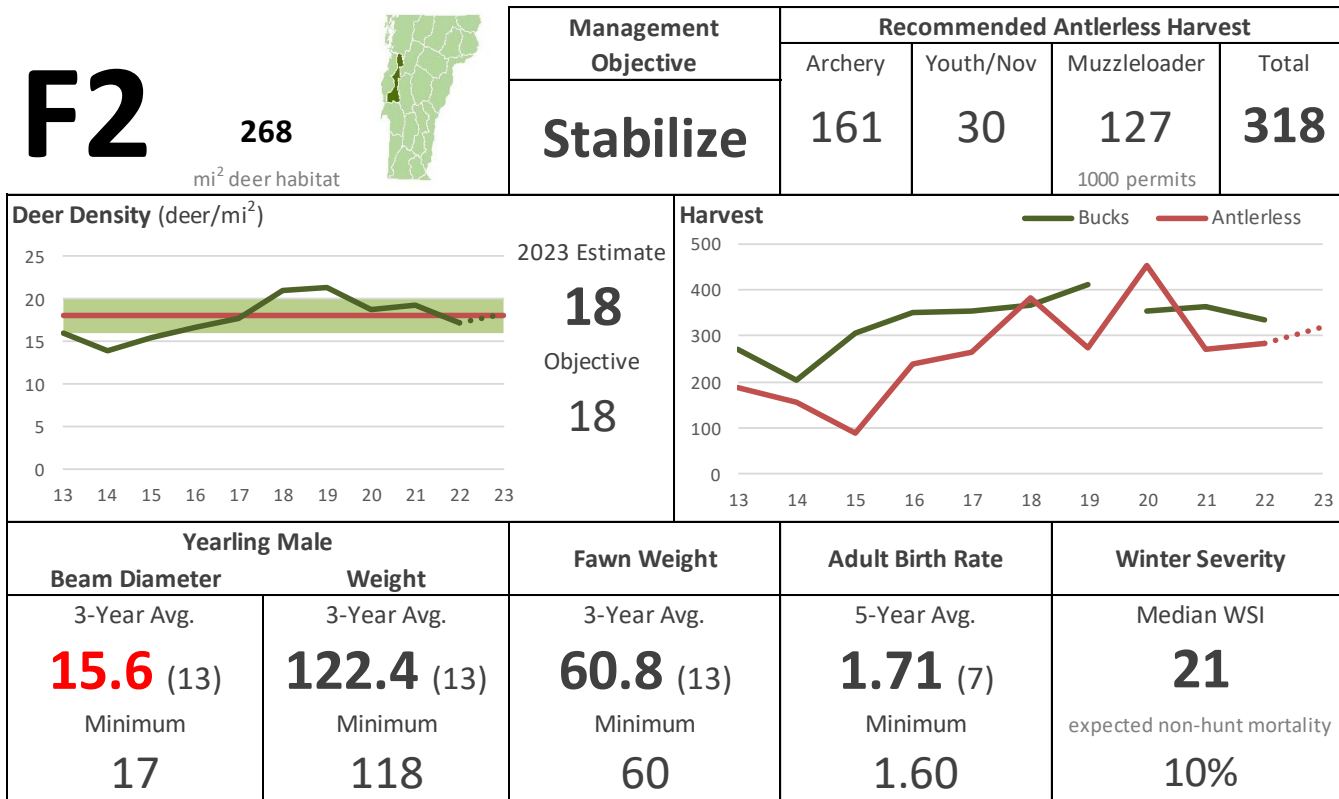 F2
268
mi² deer habitat
Management
Objective
Stabilize
Recommended Antlerless Harvest
Archery Youth/Nov Muzzleloader Total
161 30 127 318
1000 permits
Deer Density (deer/mi²)
25
20
15
10
5
0
13 14 15 16 17 18 19 20 21 22 23
2023 Estimate
18
Objective
18
Harvest
Bucks Antlerless
500
400
300
200
100
0
13 14 15 16 17 18 19 20 21 22 23
Yearling Male
Beam Diameter Weight
Fawn Weight
Adult Birth Rate
Winter Severity
3-Year Avg. 3-Year Avg. 3-Year Avg. 5-Year Avg. Median WSI
15.6 (13) 122.4 (13) 60.8 (13) 1.71 (7) 21
Minimum Minimum Minimum Minimum expected non-hunt mortality
17 118 60 1.60 10%